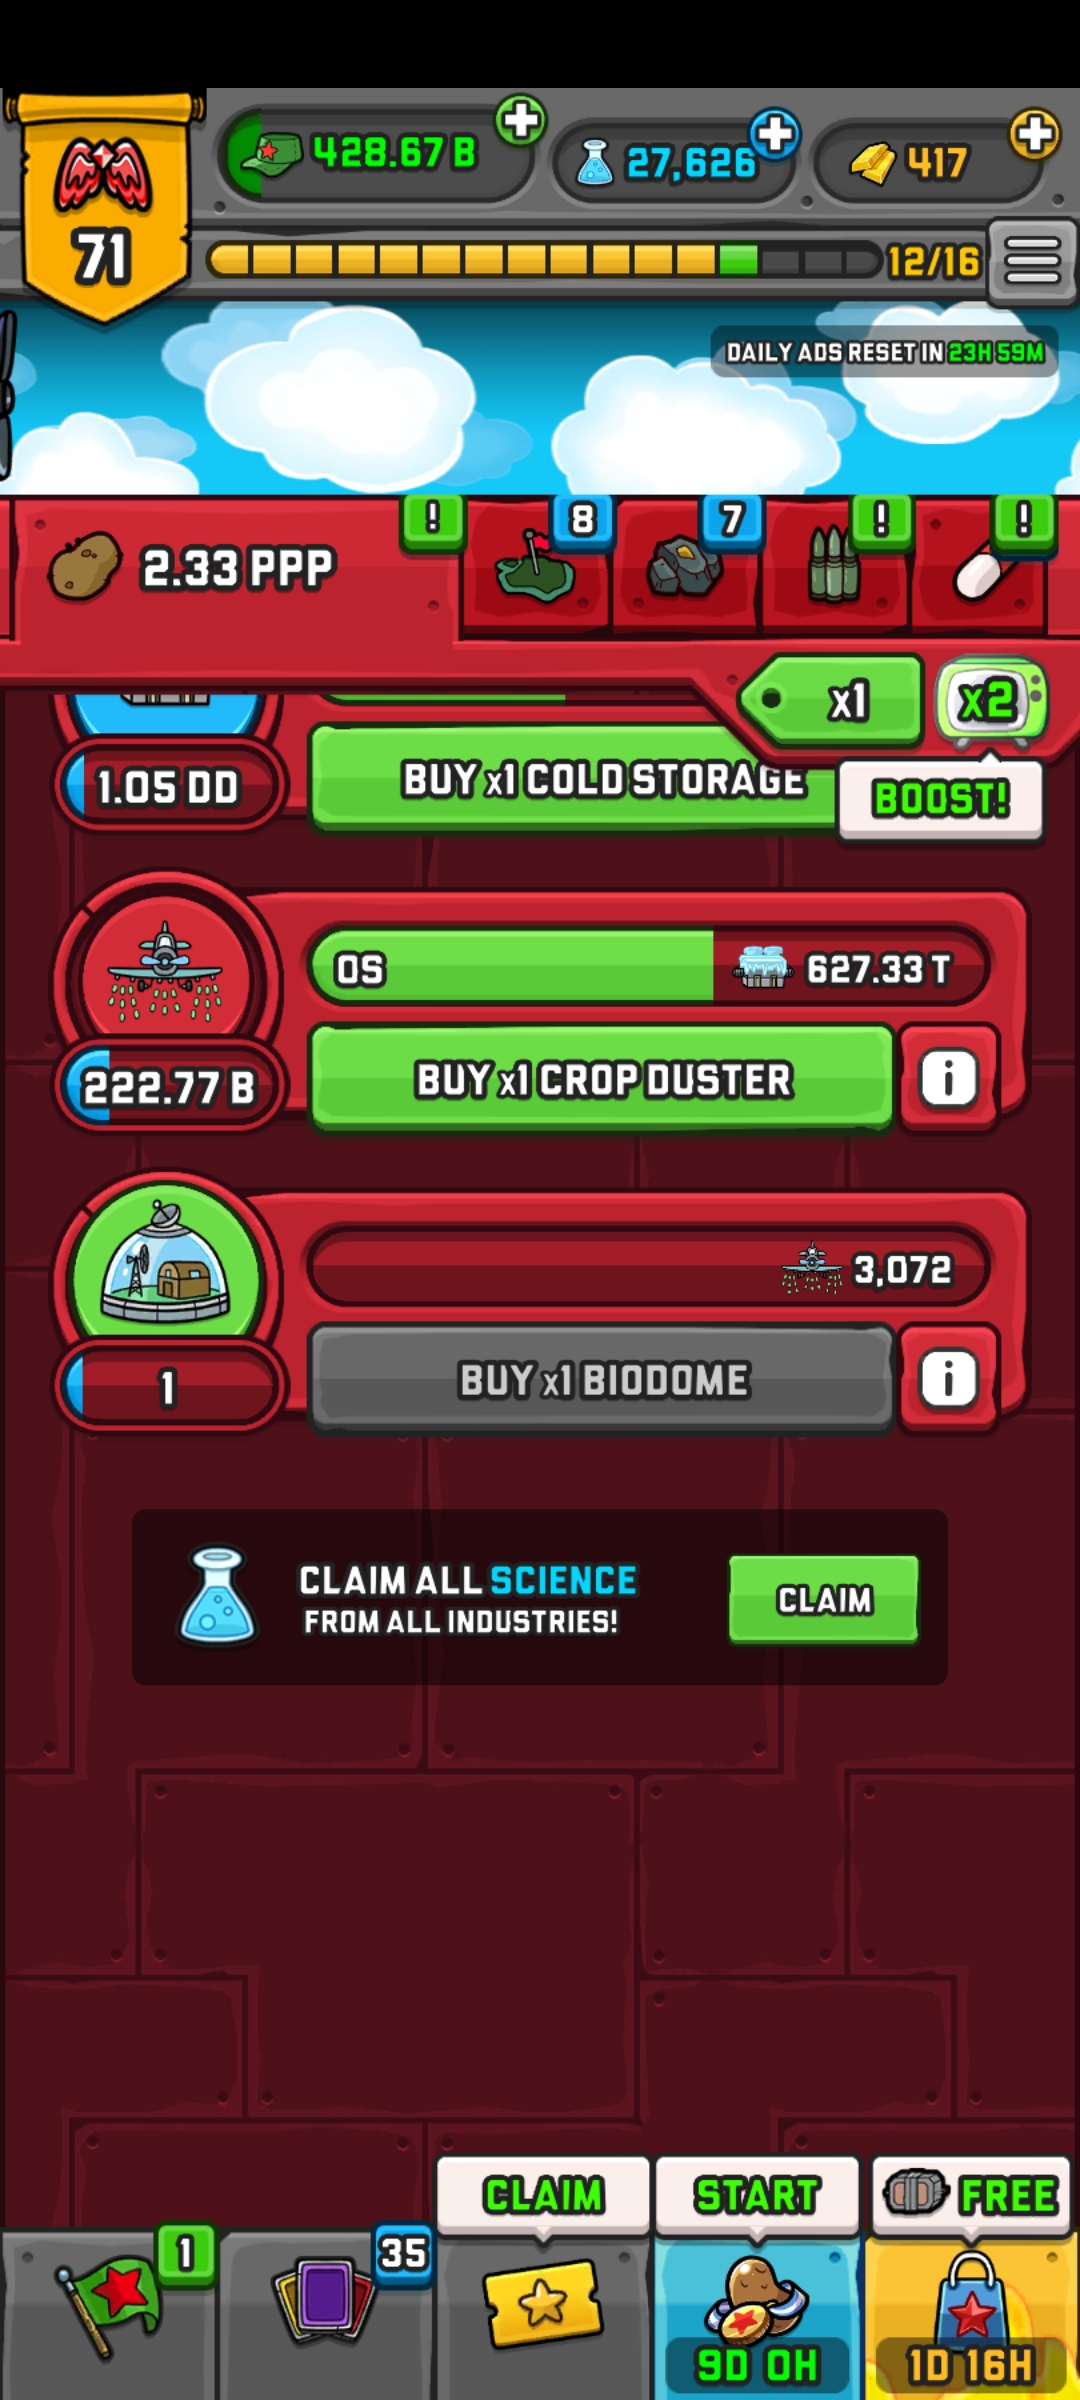 428.67 B
27,626
417
71
12/16
DAILY ADS RESET IN 23H 59M
2.33 PPP
!
8
7
!
!
x1
x2
BOOST!
1.05 DD
BUY x1 COLD STORAGE
0S
627.33 T
222.77 B
BUY x1 CROP DUSTER
i
3,072
1
BUY x1 BIODOME
i
CLAIM ALL SCIENCE
FROM ALL INDUSTRIES!
CLAIM
CLAIM
START
FREE
1
35
9D 0H
1D 16H